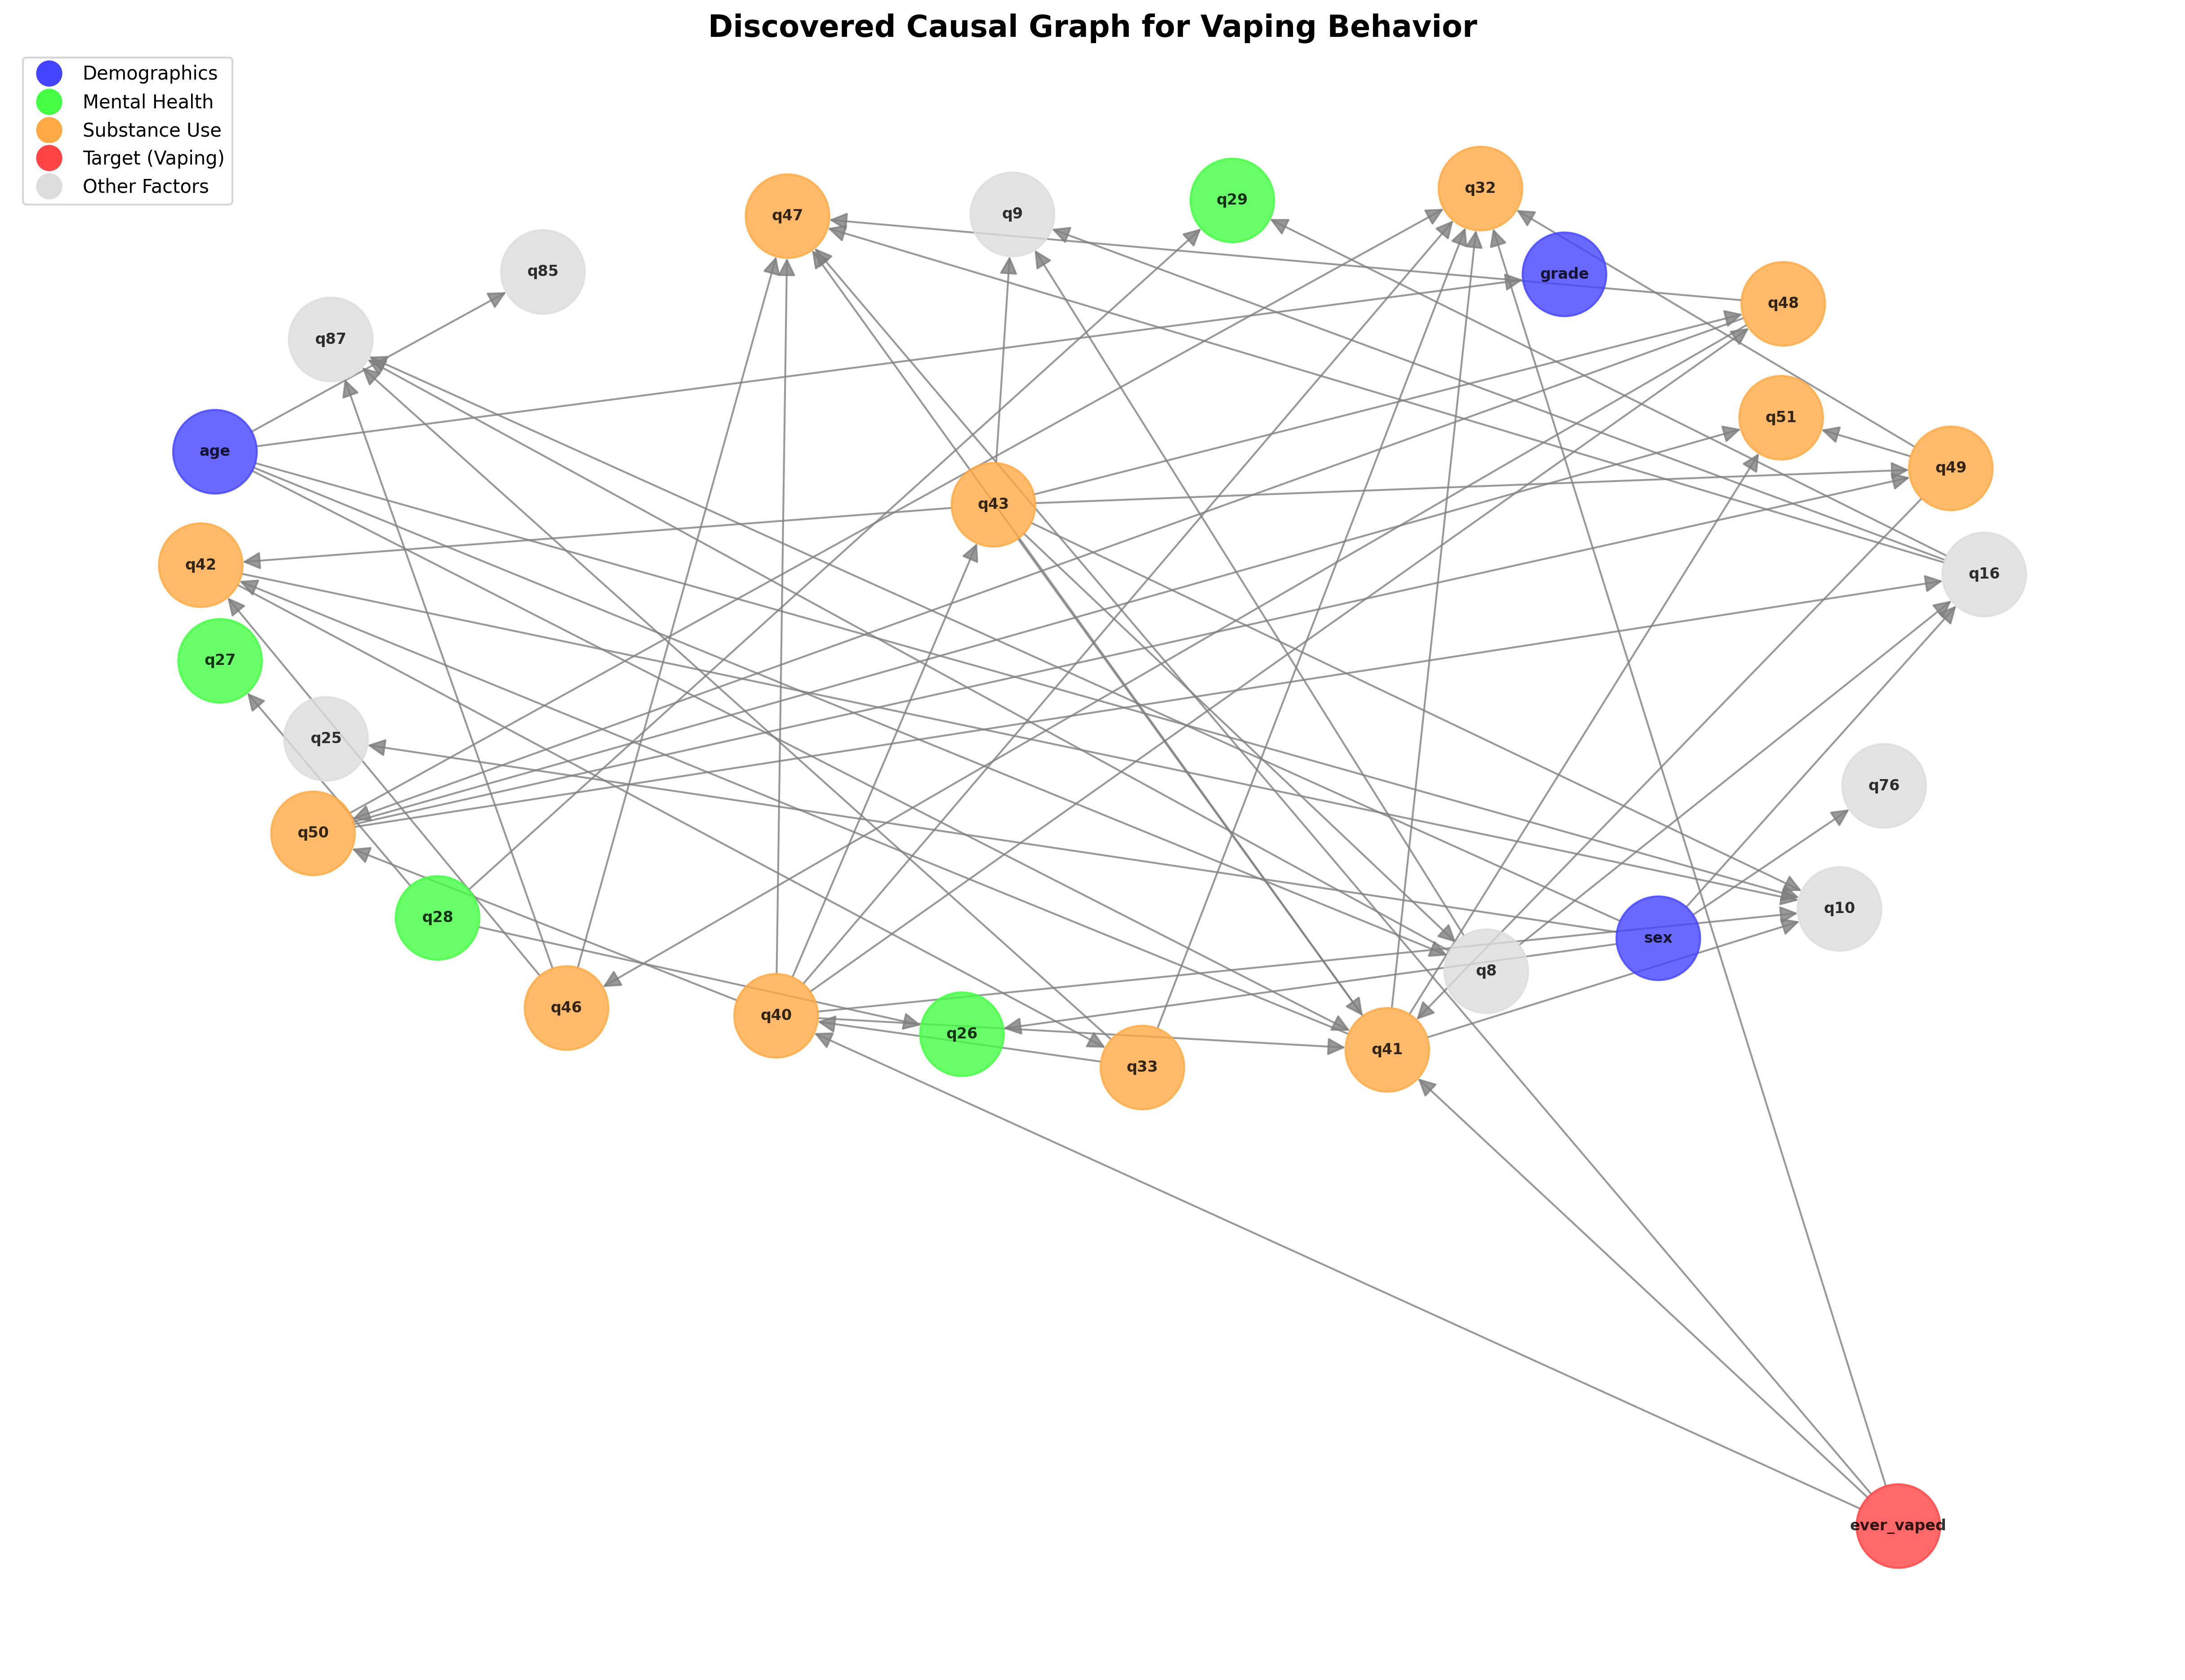 Discovered Causal Graph for Vaping Behavior
Demographics
Mental Health
Substance Use
Target (Vaping)
Other Factors
q32
q29
q9
q47
q85
grade
q48
q87
q51
age
q49
q43
q42
q16
q27
q25
q76
q50
q10
q28
sex
q8
q46
q40
q26
q41
q33
ever_vaped